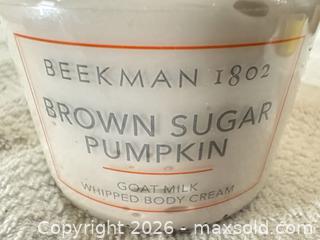 BEEKMAN 1802
BROWN SUGAR
PUMPKIN
GOAT MILK
WHIPPED BODY CREAM
Copyright 2026 - maxsold.com